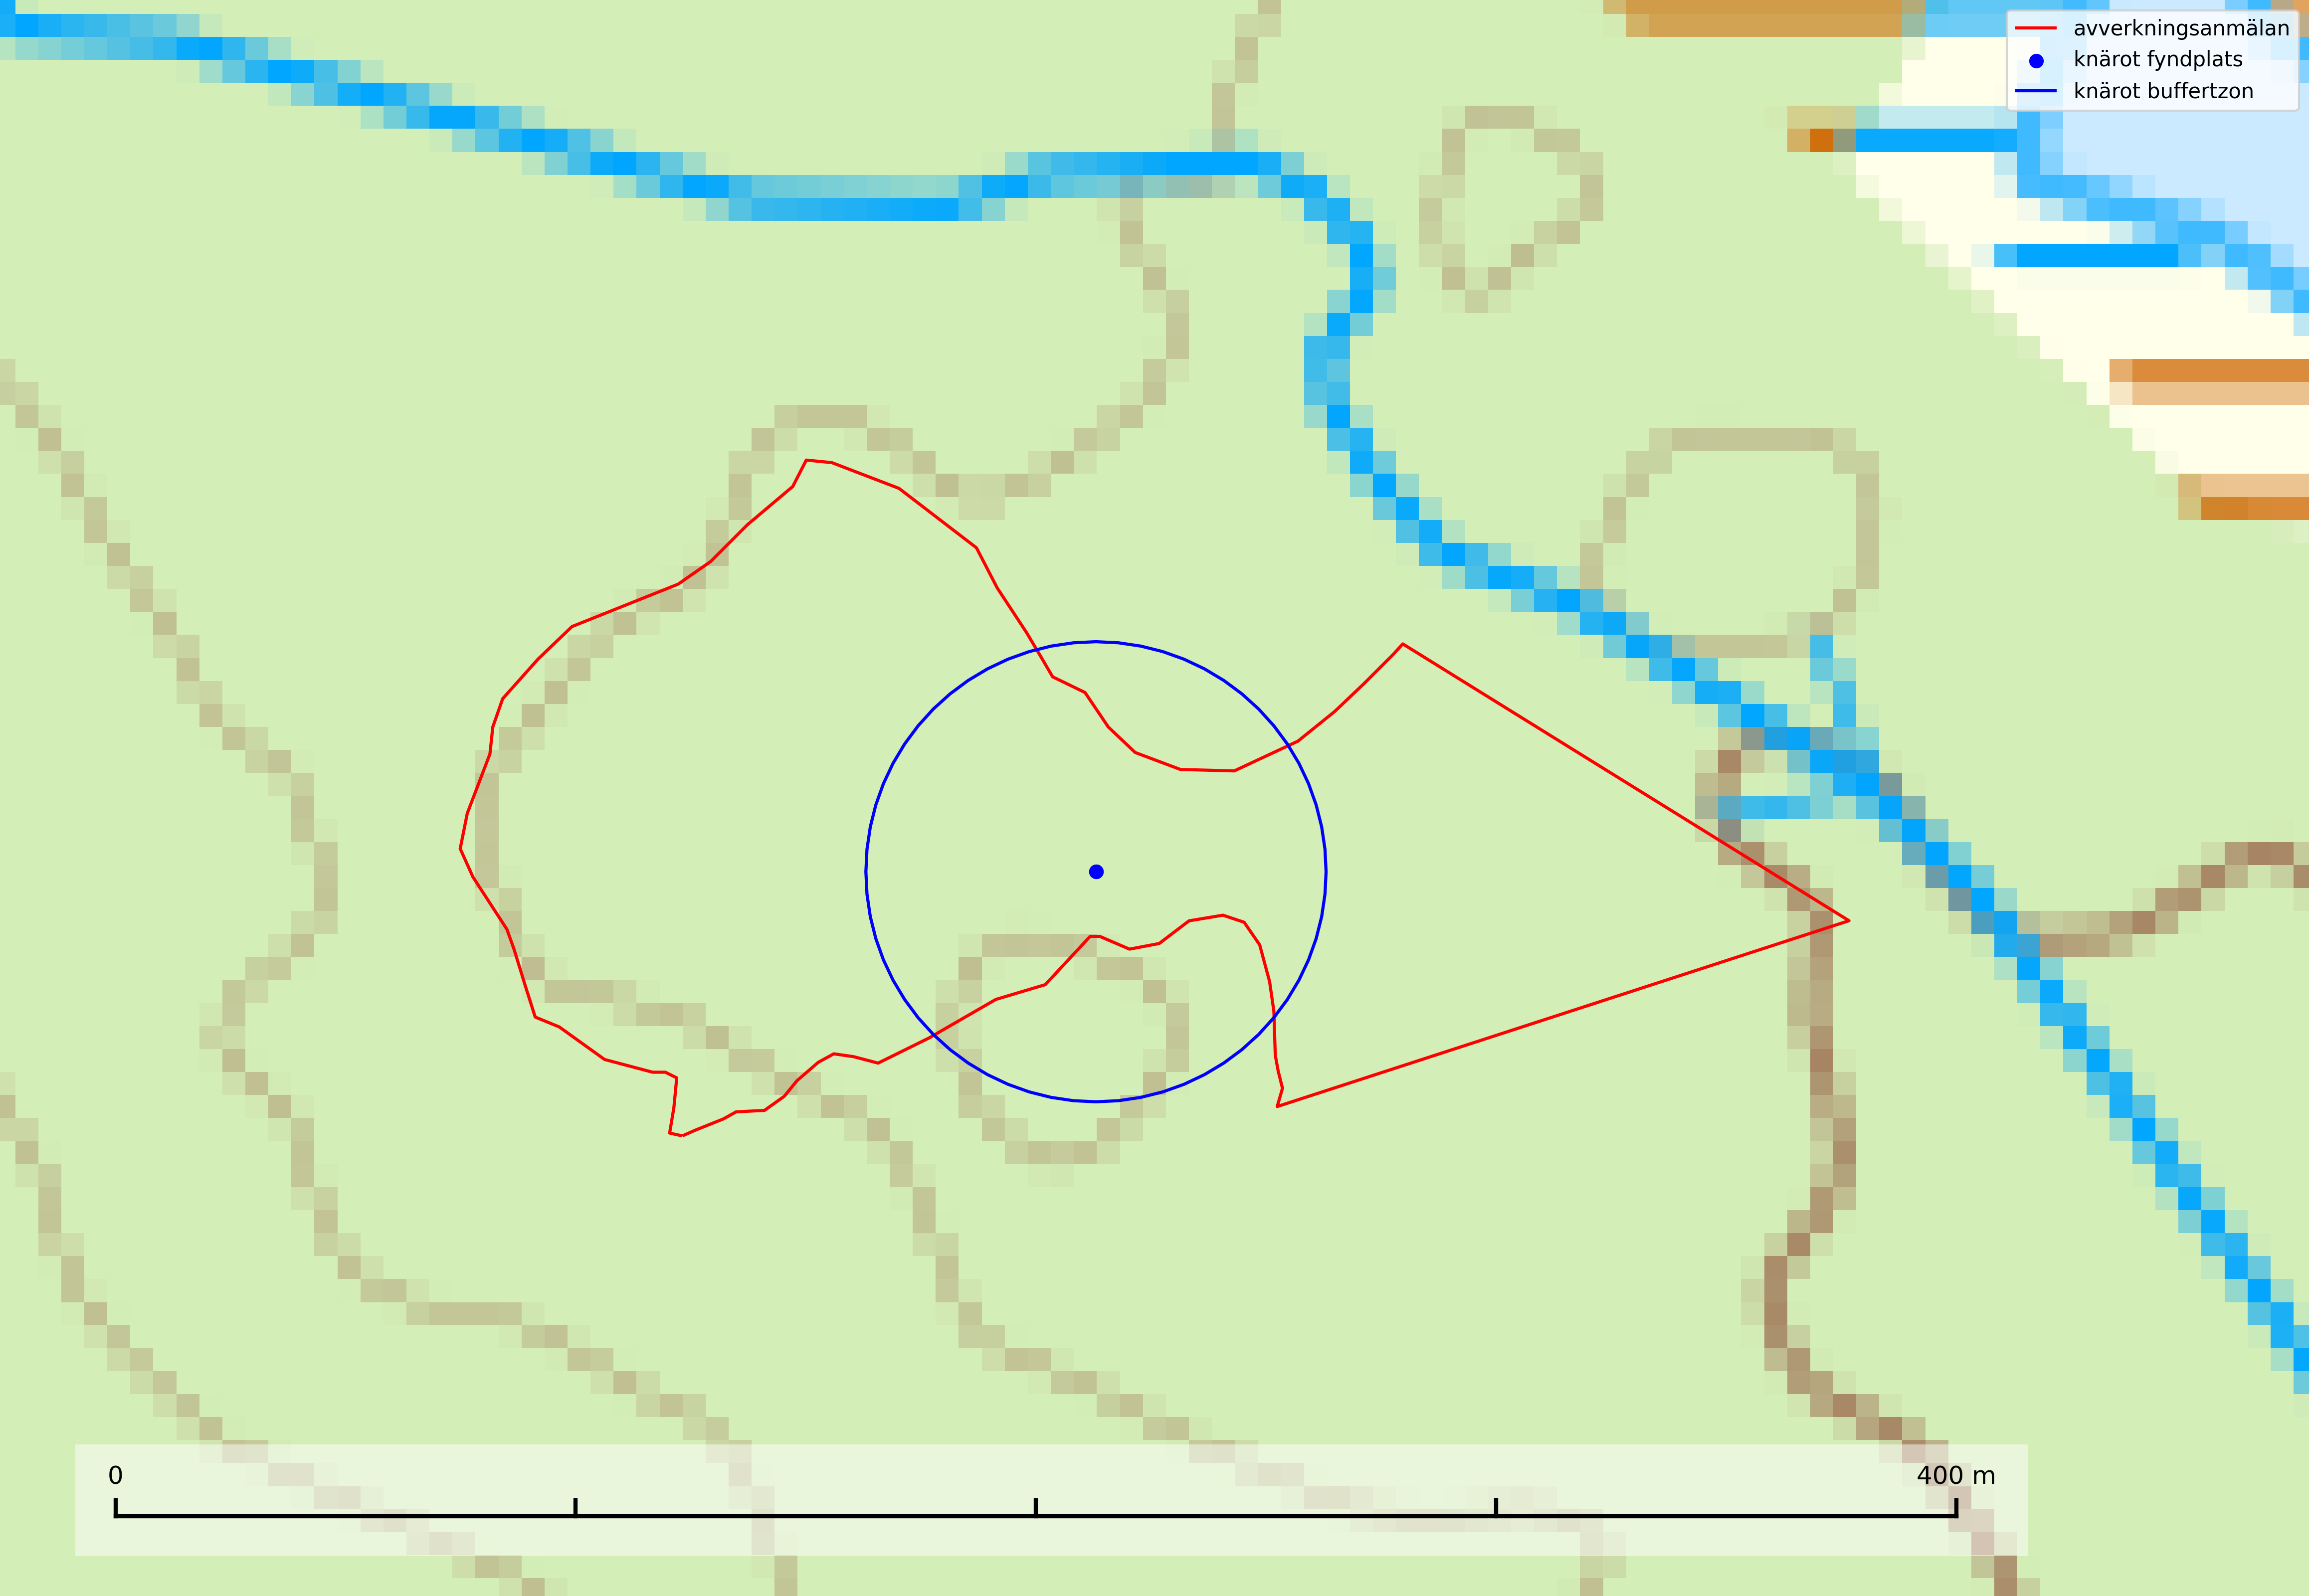 avverkningsanmälan
knärot fyndplats
knärot buffertzon
0
400 m